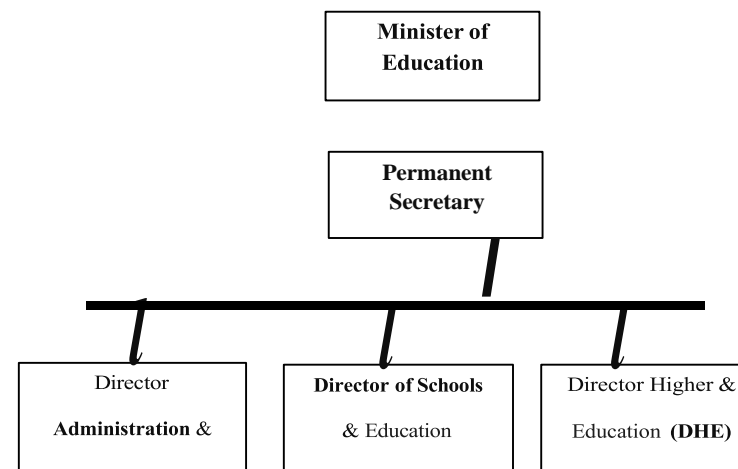 Minister of
Education
Permanent
Secretary
Director
Administration &
Director of Schools
& Education
Director Higher &
Education (DHE)